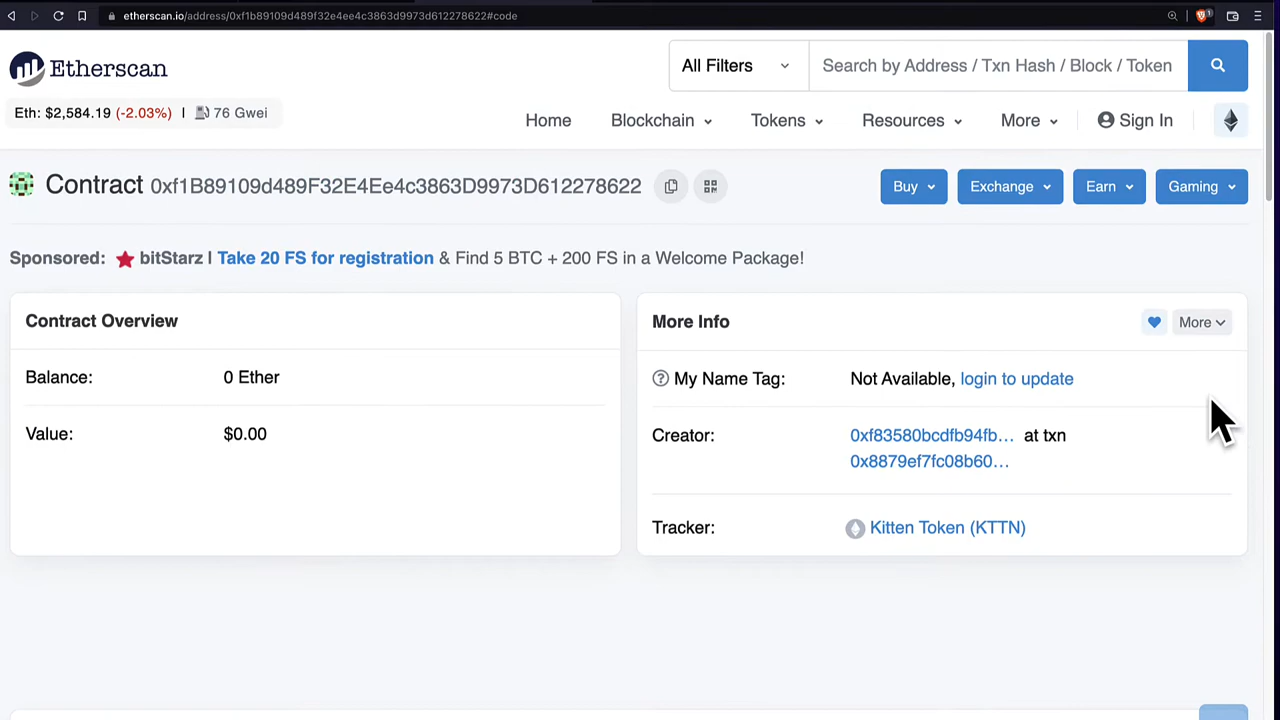 etherscan.io/address/0xf1b89109d489f32e4ee4c3863d9973d612278622#code
Etherscan
All Filters
Search by Address / Txn Hash / Block / Token
Eth: $2,584.19 (-2.03%) | 76 Gwei
Home Blockchain Tokens Resources More Sign In
Contract 0xf1B89109d489F32E4Ee4c3863D9973D612278622
Buy Exchange Earn Gaming
Sponsored: bitStarz | Take 20 FS for registration & Find 5 BTC + 200 FS in a Welcome Package!
Contract Overview
Balance: 0 Ether
Value: $0.00
More Info
More
My Name Tag: Not Available, login to update
Creator: 0xf83580bcdfb94fb... at txn
0x8879ef7fc08b60...
Tracker: Kitten Token (KTTN)